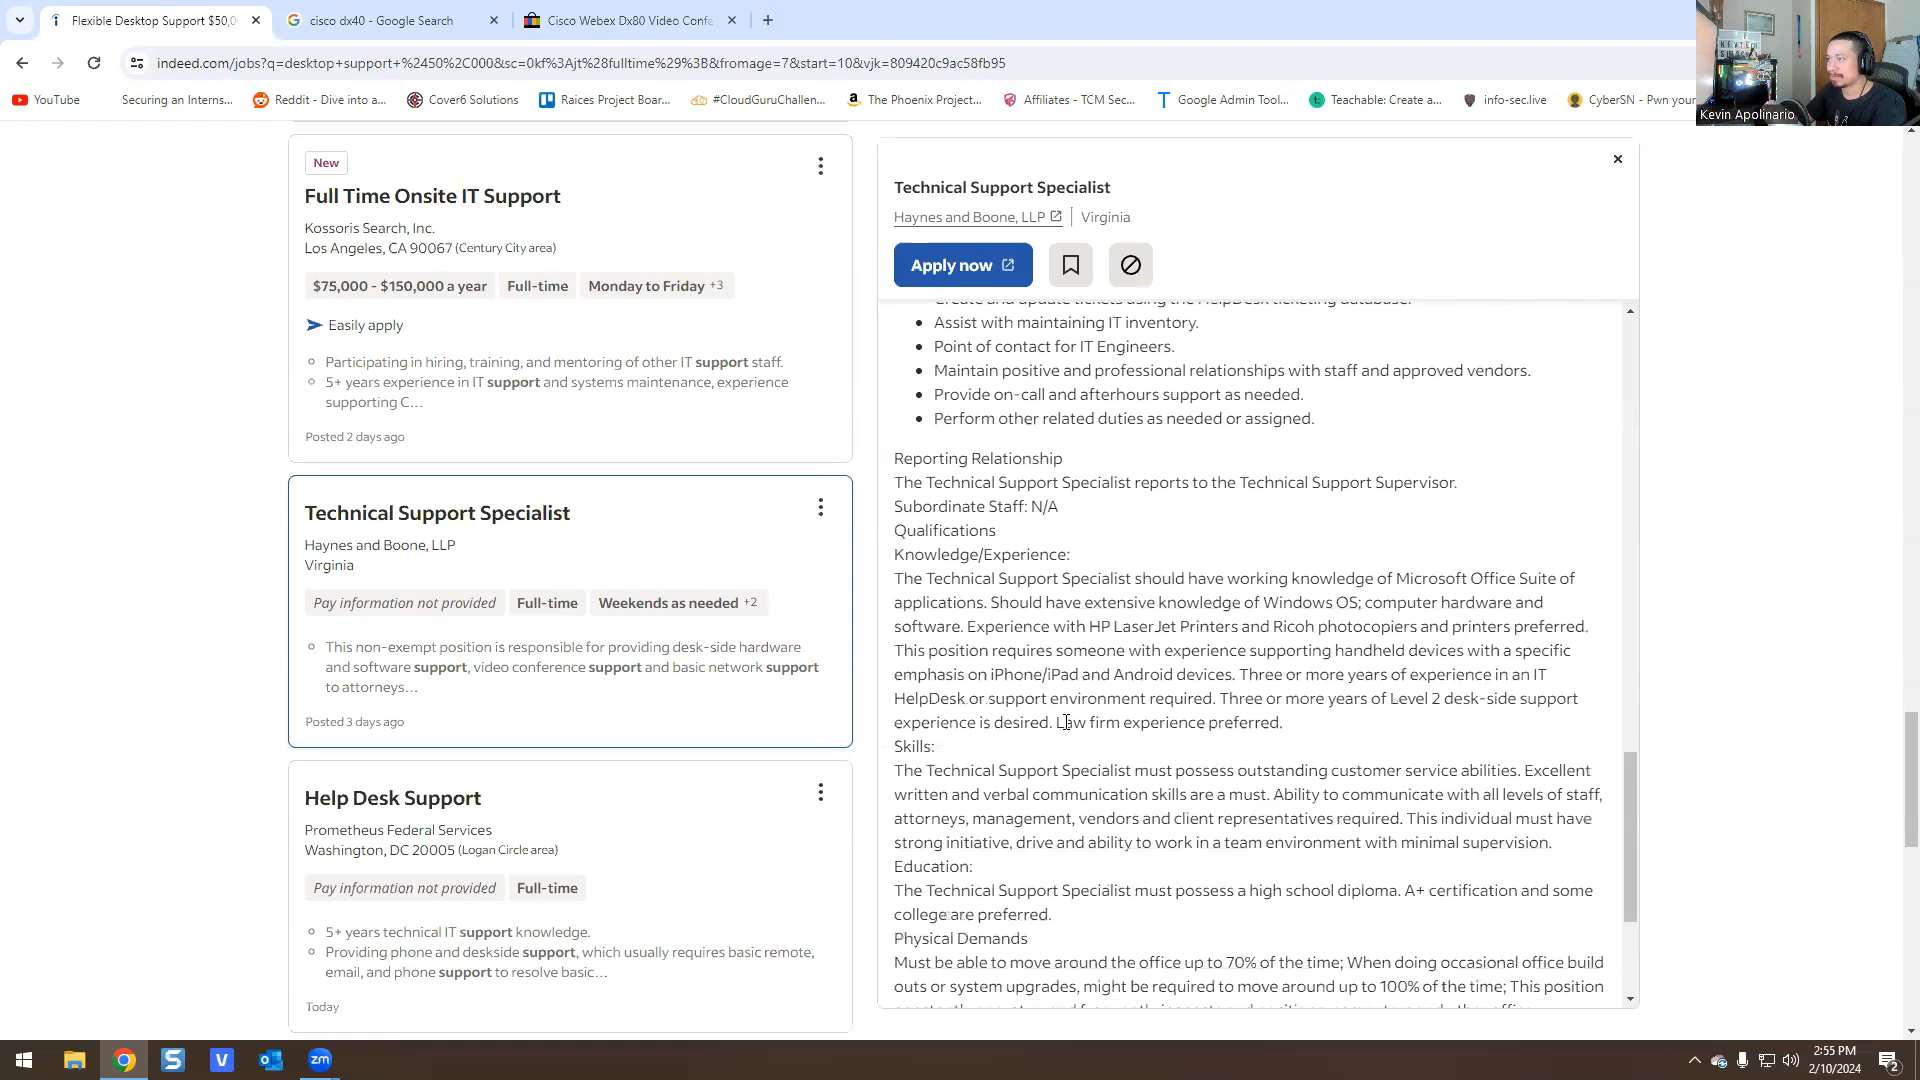 Flexible Desktop Support $50,0
cisco dx40 - Google Search
Cisco Webex Dx80 Video Confe
indeed.com/jobs?q=desktop+support+%2450%2C000&sc=0kf%3Ajt%28fulltime%29%3B&fromage=7&start=10&vjk=809420c9ac58fb95
YouTube
Securing an Interns...
Reddit - Dive into a...
Cover6 Solutions
Raices Project Boar...
#CloudGuruChallen...
The Phoenix Project...
Affiliates - TCM Sec...
Google Admin Tool...
Teachable: Create a...
info-sec.live
CyberSN - Pwn your
Kevin Apolinario
New
Full Time Onsite IT Support
Kossoris Search, Inc.
Los Angeles, CA 90067 (Century City area)
$75,000 - $150,000 a year
Full-time
Monday to Friday +3
Easily apply
Participating in hiring, training, and mentoring of other IT support staff.
5+ years experience in IT support and systems maintenance, experience
supporting C...
Posted 2 days ago
Technical Support Specialist
Haynes and Boone, LLP
Virginia
Pay information not provided
Full-time
Weekends as needed +2
This non-exempt position is responsible for providing desk-side hardware
and software support, video conference support and basic network support
to attorneys...
Posted 3 days ago
Help Desk Support
Prometheus Federal Services
Washington, DC 20005 (Logan Circle area)
Pay information not provided
Full-time
5+ years technical IT support knowledge.
Providing phone and deskside support, which usually requires basic remote,
email, and phone support to resolve basic...
Today
Technical Support Specialist
Haynes and Boone, LLP
Virginia
Apply now
Create and update tickets using the HelpDesk ticketing database.
Assist with maintaining IT inventory.
Point of contact for IT Engineers.
Maintain positive and professional relationships with staff and approved vendors.
Provide on-call and afterhours support as needed.
Perform other related duties as needed or assigned.
Reporting Relationship
The Technical Support Specialist reports to the Technical Support Supervisor.
Subordinate Staff: N/A
Qualifications
Knowledge/Experience:
The Technical Support Specialist should have working knowledge of Microsoft Office Suite of
applications. Should have extensive knowledge of Windows OS; computer hardware and
software. Experience with HP LaserJet Printers and Ricoh photocopiers and printers preferred.
This position requires someone with experience supporting handheld devices with a specific
emphasis on iPhone/iPad and Android devices. Three or more years of experience in an IT
HelpDesk or support environment required. Three or more years of Level 2 desk-side support
experience is desired. Law firm experience preferred.
Skills:
The Technical Support Specialist must possess outstanding customer service abilities. Excellent
written and verbal communication skills are a must. Ability to communicate with all levels of staff,
attorneys, management, vendors and client representatives required. This individual must have
strong initiative, drive and ability to work in a team environment with minimal supervision.
Education:
The Technical Support Specialist must possess a high school diploma. A+ certification and some
college are preferred.
Physical Demands
Must be able to move around the office up to 70% of the time; When doing occasional office build
outs or system upgrades, might be required to move around up to 100% of the time; This position
2:55 PM
2/10/2024
2